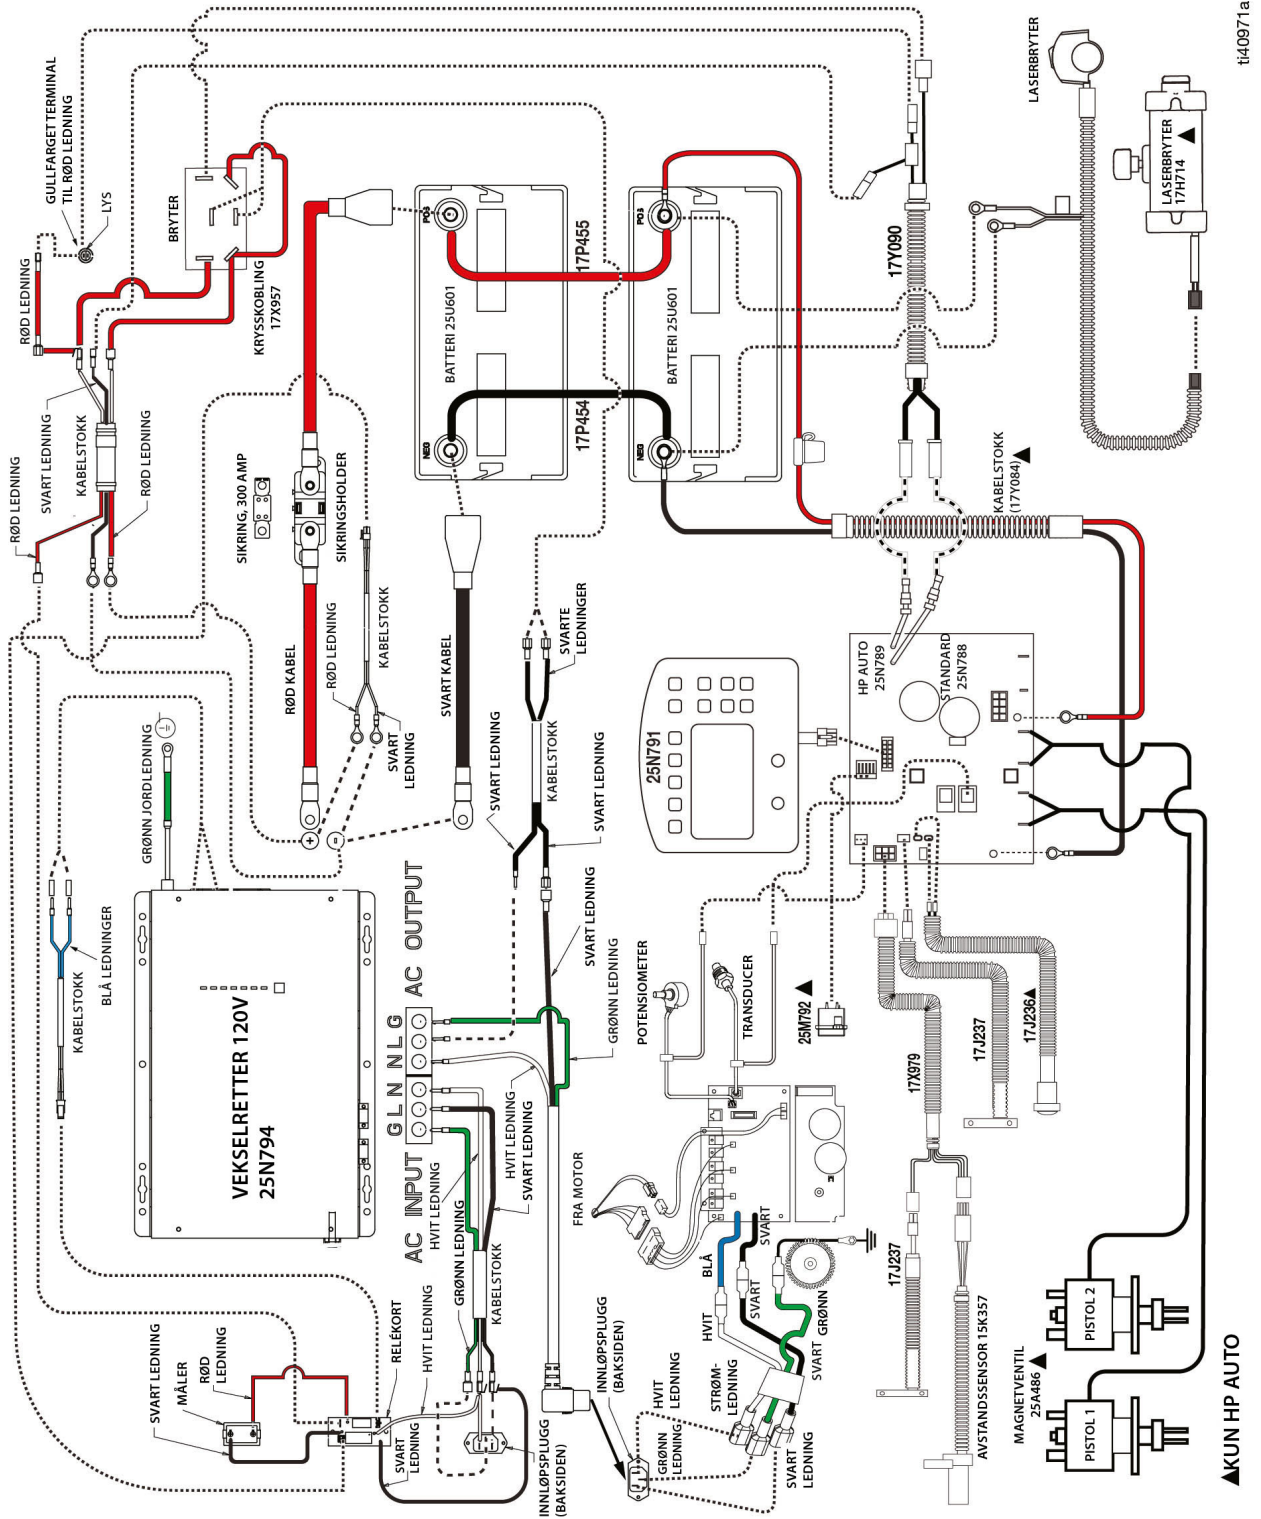 ti40971a
GULLFARGET TERMINAL
TIL RØD LEDNING
LYS
RØD LEDNING
BRYTER
KRYSSKOBLING
17X957
RØD LEDNING
SVART LEDNING
KABELSTOKK
RØD LEDNING
SIKRING, 300 AMP
SIKRINGSHOLDER
RØD KABEL
RØD LEDNING
KABELSTOKK
SVART
LEDNING
SVART KABEL
POS
NEG
BATTERI 25U601
17P455
17P454
POS
NEG
BATTERI 25U601
17Y090
LASERBRYTER
LASERBRYTER
17H714
KABELSTOKK
(17Y084)
GRØNN JORDLEDNING
BLÅ LEDNINGER
KABELSTOKK
VEKSELRETTER 120V
25N794
+
-
AC INPUT
G L N
AC OUTPUT
N L G
SVART LEDNING
SVARTE
LEDNINGER
KABELSTOKK
SVART LEDNING
SVART LEDNING
GRØNN LEDNING
HVIT LEDNING
SVART LEDNING
HVIT LEDNING
GRØNN LEDNING
KABELSTOKK
HVIT LEDNING
SVART LEDNING
MÅLER
RØD
LEDNING
RELÉKORT
SVART
LEDNING
INNLØPSPLUGG
(BAKSIDEN)
INNLØPSPLUGG
(BAKSIDEN)
HVIT
LEDNING
GRØNN
LEDNING
STRØM-
LEDNING
SVART
LEDNING
HVIT
BLÅ
SVART
SVART
SVART
GRØNN
FRA MOTOR
POTENSIOMETER
TRANSDUCER
25M792
25N791
HP AUTO
25N789
STANDARD
25N788
17X979
17J237
17J236
17J237
AVSTANDSSENSOR 15K357
MAGNETVENTIL
25A486
PISTOL 1
PISTOL 2
▲KUN HP AUTO